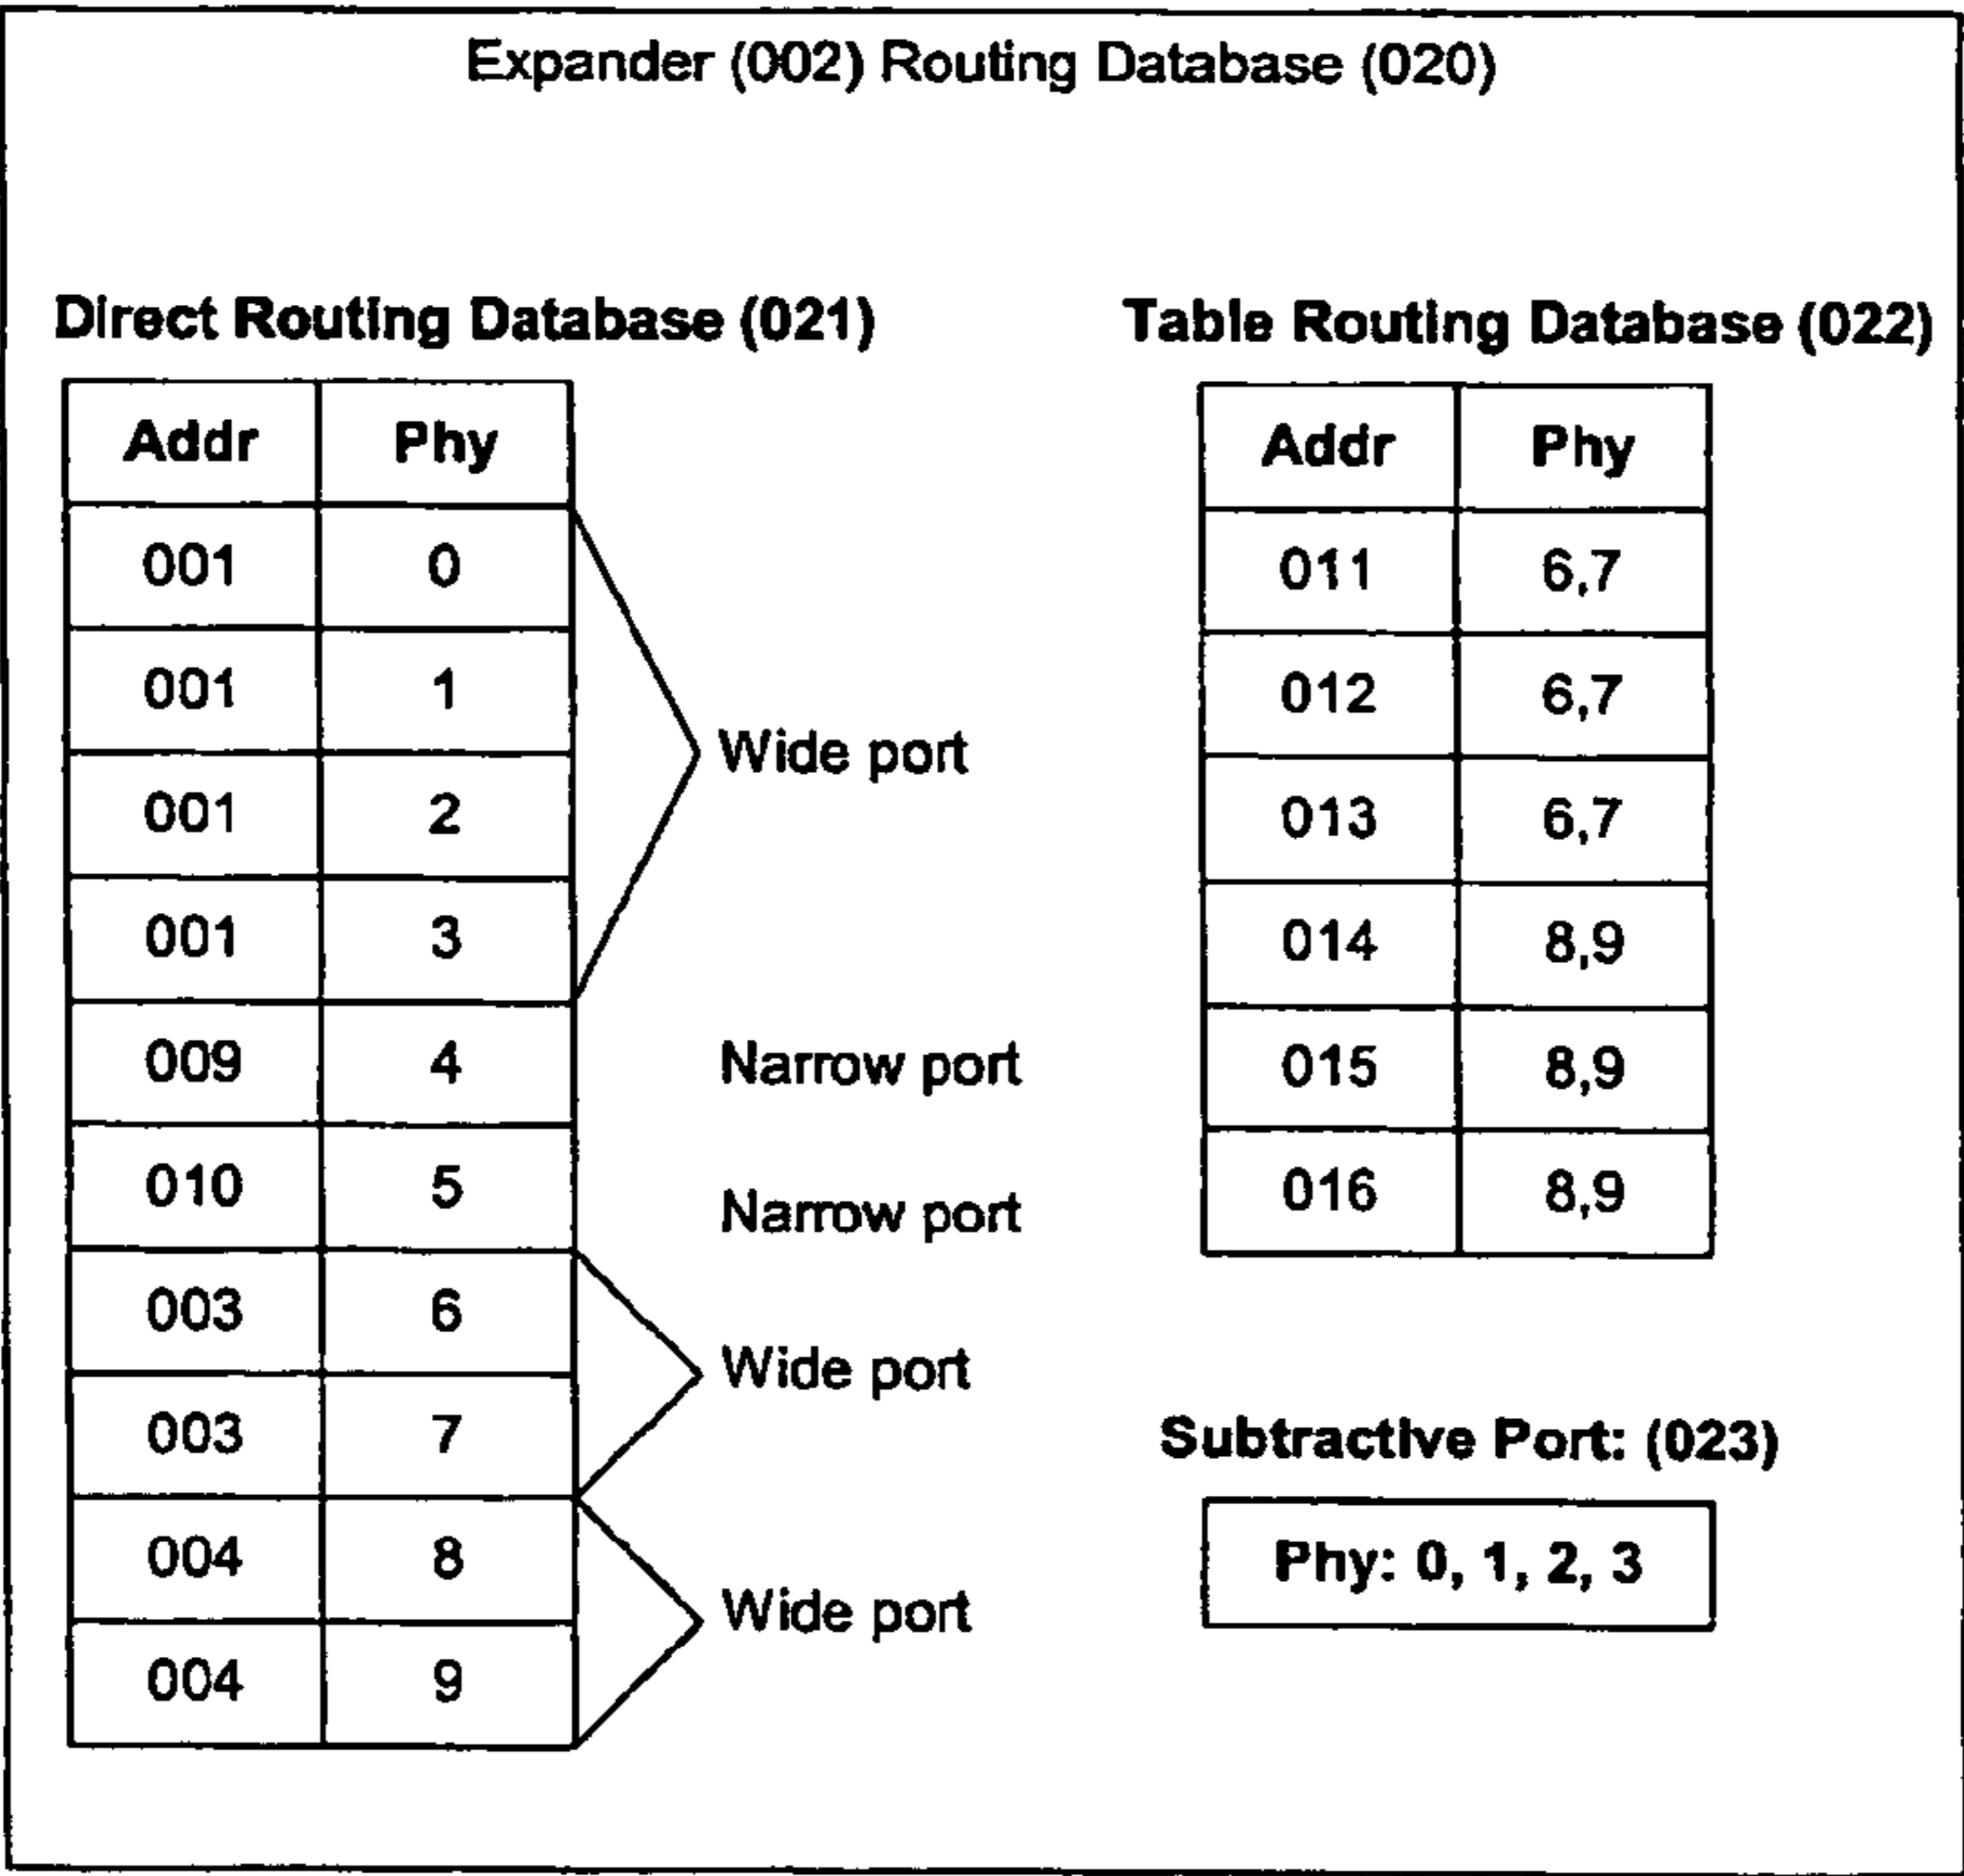 Expander (002) Routing Database (020)
Direct Routing Database (021)
Addr Phy
001 0
001 1
001 2
001 3
009 4
010 5
003 6
003 7
004 8
004 9
Wide port
Narrow port
Narrow port
Wide port
Wide port
Table Routing Database (022)
Addr Phy
011 6,7
012 6,7
013 6,7
014 8,9
015 8,9
016 8,9
Subtractive Port: (023)
Phy: 0, 1, 2, 3